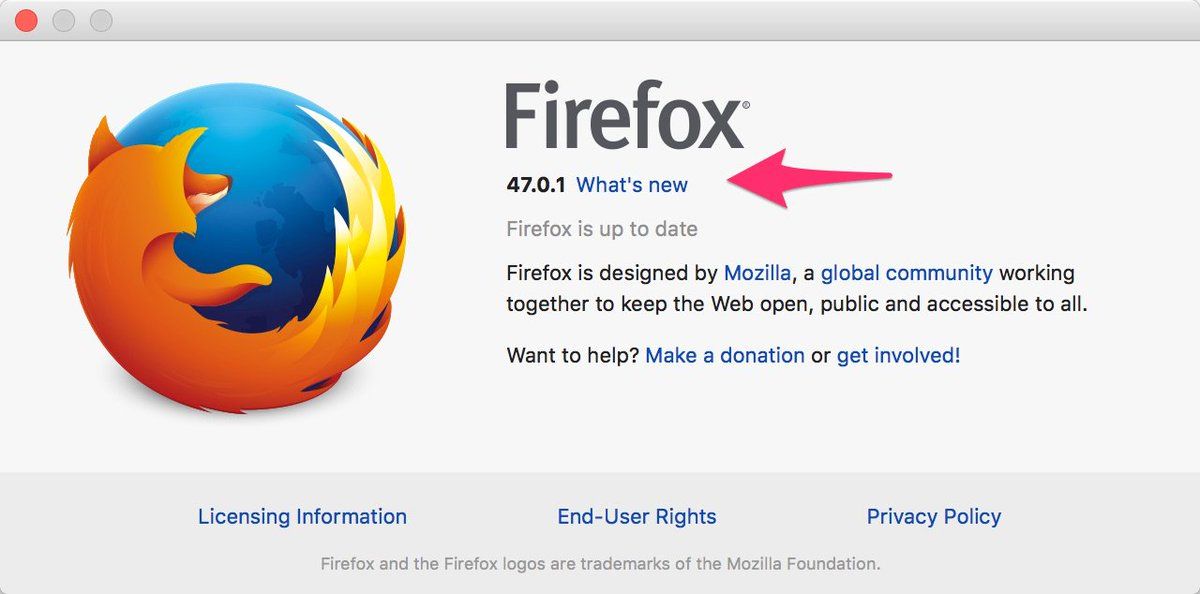 Firefox®
47.0.1 What's new
Firefox is up to date
Firefox is designed by Mozilla, a global community working
together to keep the Web open, public and accessible to all.
Want to help? Make a donation or get involved!
Licensing Information End-User Rights Privacy Policy
Firefox and the Firefox logos are trademarks of the Mozilla Foundation.